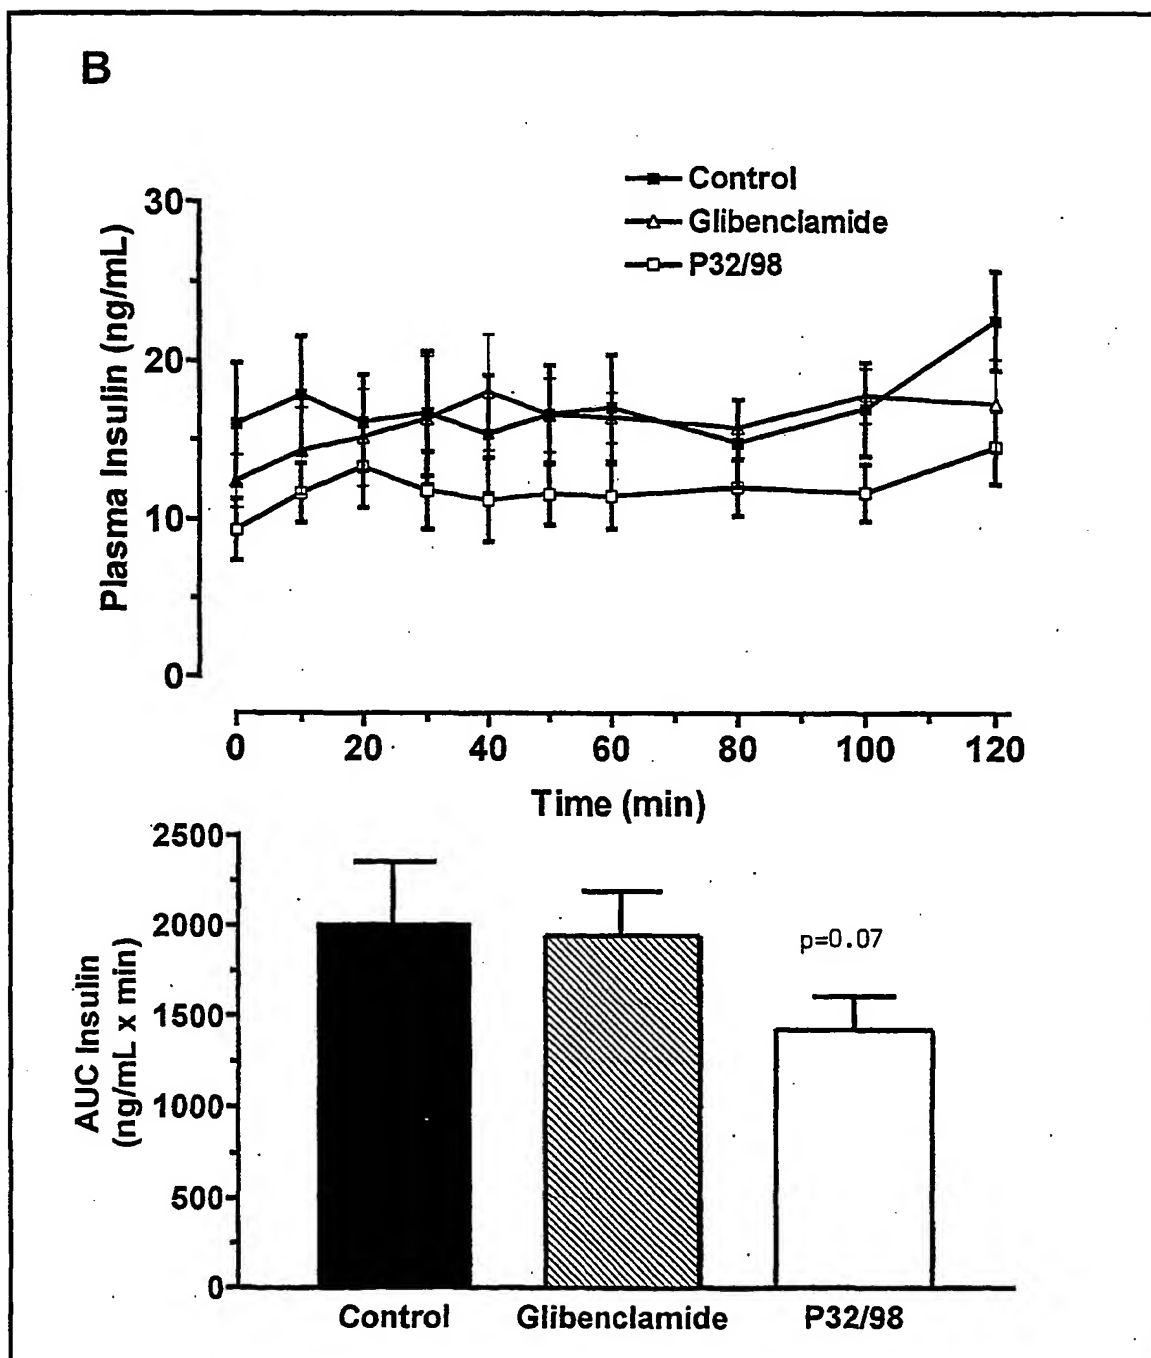 B
Control
Glibenclamide
P32/98
Plasma Insulin (ng/mL)
30
20
10
0
0 20 40 60 80 100 120
Time (min)
AUC Insulin
(ng/mL x min)
2500
2000
1500
1000
500
0
p=0.07
Control Glibenclamide P32/98